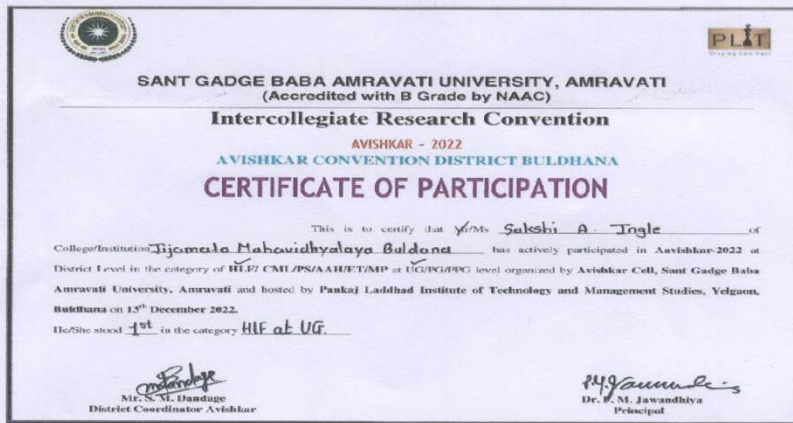 PLIT
SANT GADGE BABA AMRAVATI UNIVERSITY, AMRAVATI
(Accredited with B Grade by NAAC)
Intercollegiate Research Convention
AVISHKAR - 2022
AVISHKAR CONVENTION DISTRICT BULDHANA
CERTIFICATE OF PARTICIPATION
This is to certify that Mr/Ms Sakshi A. Ingle of
College/Institution Jijamata Mahavidhyalaya Buldana has actively participated in Aavishkar-2022 at
District Level in the category of HLF/ CML/PS/AAH/ET/MP at UG/PG/PPG level organized by Avishkar Cell, Sant Gadge Baba
Amravati University, Amravati and hosted by Pankaj Laddhad Institute of Technology and Management Studies, Yelgaon,
Buldhana on 13th December 2022.
He/She stood 1st in the category HLF at UG.
Mr. S. M. Dandage
District Coordinator Avishkar
Dr. P. M. Jawandhiya
Principal